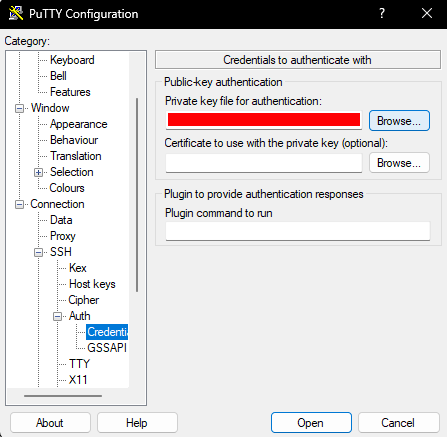 PuTTY Configuration
?
Category:
Keyboard
Bell
Features
Window
Appearance
Behaviour
Translation
Selection
Colours
Connection
Data
Proxy
SSH
Kex
Host keys
Cipher
Auth
Credentia
GSSAPI
TTY
X11
Credentials to authenticate with
Public-key authentication
Private key file for authentication:
Browse...
Certificate to use with the private key (optional):
Browse...
Plugin to provide authentication responses
Plugin command to run
About
Help
Open
Cancel